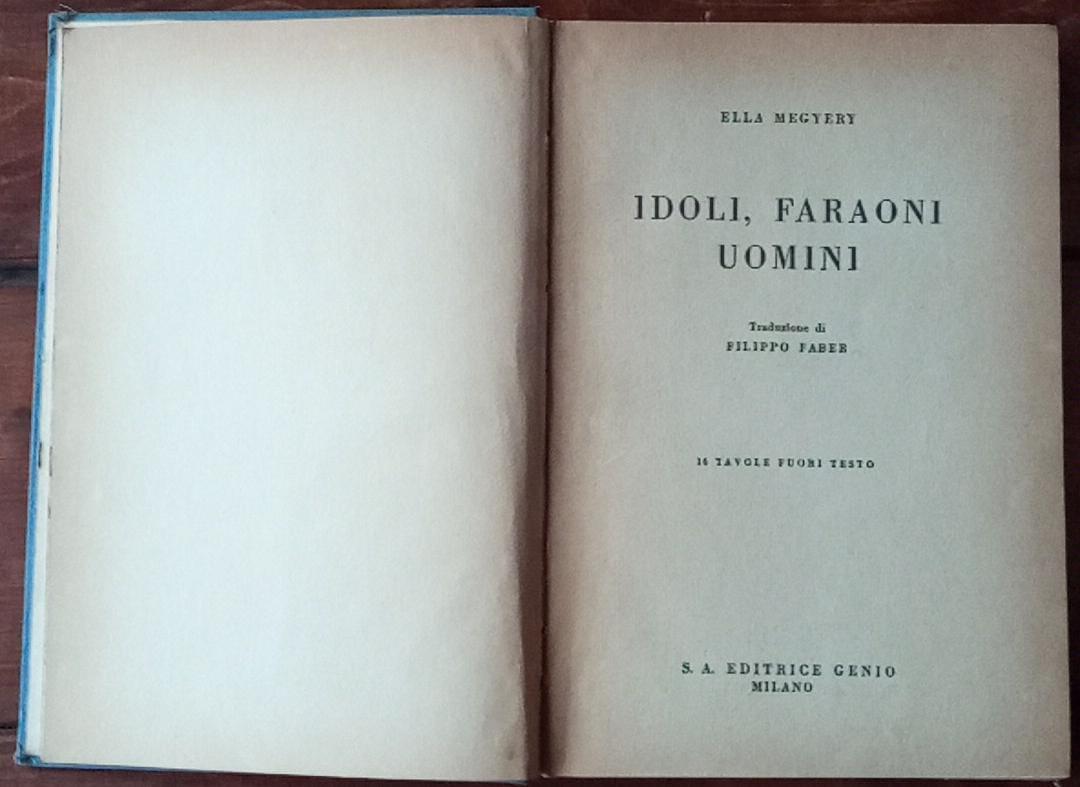 ELLA MEGYERY
IDOLI, FARAONI
UOMINI
Traduzione di
FILIPPO FABER
16 TAVOLE FUORI TESTO
S. A. EDITRICE GENIO
MILANO